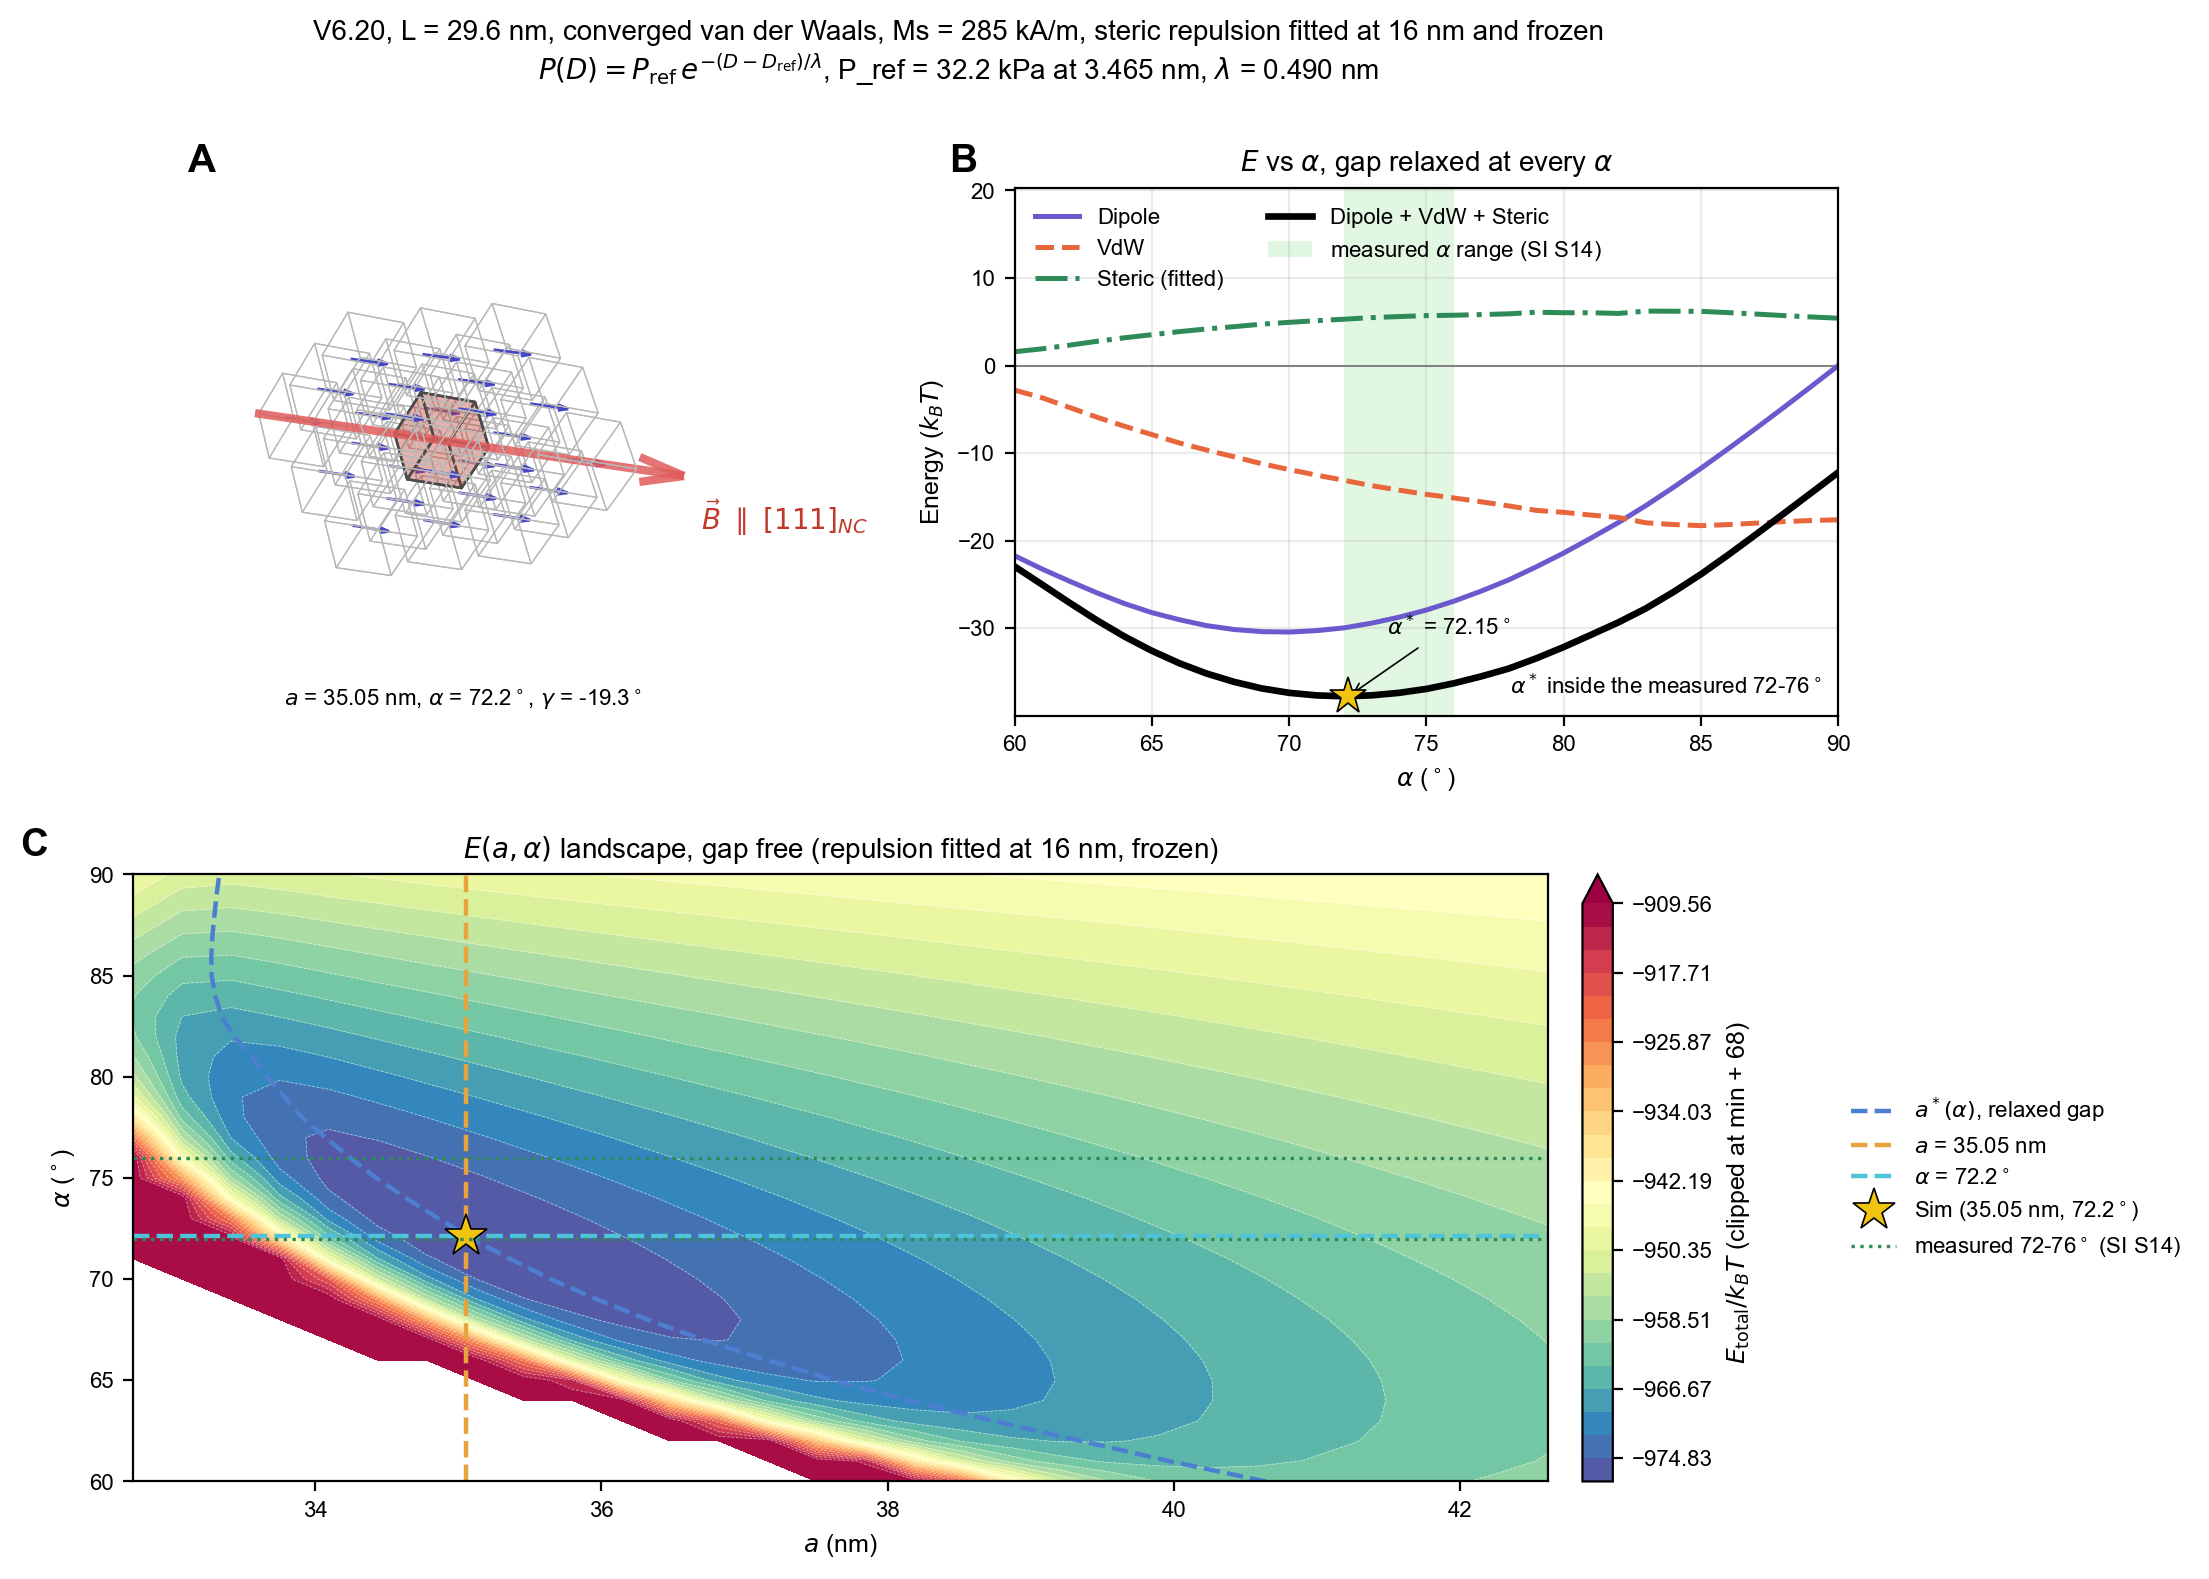 V6.20, L = 29.6 nm, converged van der Waals, Ms = 285 kA/m, steric repulsion fitted at 16 nm and frozen
P(D) = P_ref e^{−(D − D_ref)/λ}, P_ref = 32.2 kPa at 3.465 nm, λ = 0.490 nm
A
B⃗ ∥ [111]_NC
a = 35.05 nm, α = 72.2°, γ = -19.3°
B
E vs α, gap relaxed at every α
Dipole
VdW
Steric (fitted)
Dipole + VdW + Steric
measured α range (SI S14)
α* = 72.15°
α* inside the measured 72-76°
Energy (k_BT)
20
10
0
−10
−20
−30
60
65
70
75
80
85
90
α (°)
C
E(a, α) landscape, gap free (repulsion fitted at 16 nm, frozen)
α (°)
90
85
80
75
70
65
60
34
36
38
40
42
a (nm)
−909.56
−917.71
−925.87
−934.03
−942.19
−950.35
−958.51
−966.67
−974.83
E_total/k_BT (clipped at min + 68)
a*(α), relaxed gap
a = 35.05 nm
α = 72.2°
Sim (35.05 nm, 72.2°)
measured 72-76° (SI S14)